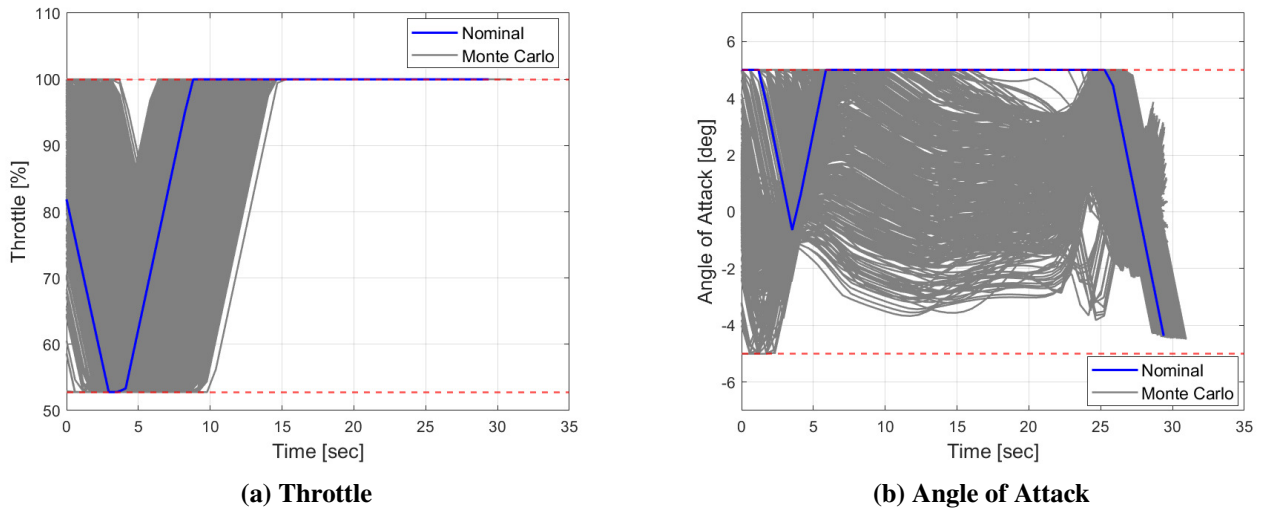 110
100
90
80
70
60
50
Throttle [%]
0 5 10 15 20 25 30 35
Time [sec]
Nominal
Monte Carlo
(a) Throttle
6
4
2
0
-2
-4
-6
Angle of Attack [deg]
0 5 10 15 20 25 30 35
Time [sec]
Nominal
Monte Carlo
(b) Angle of Attack